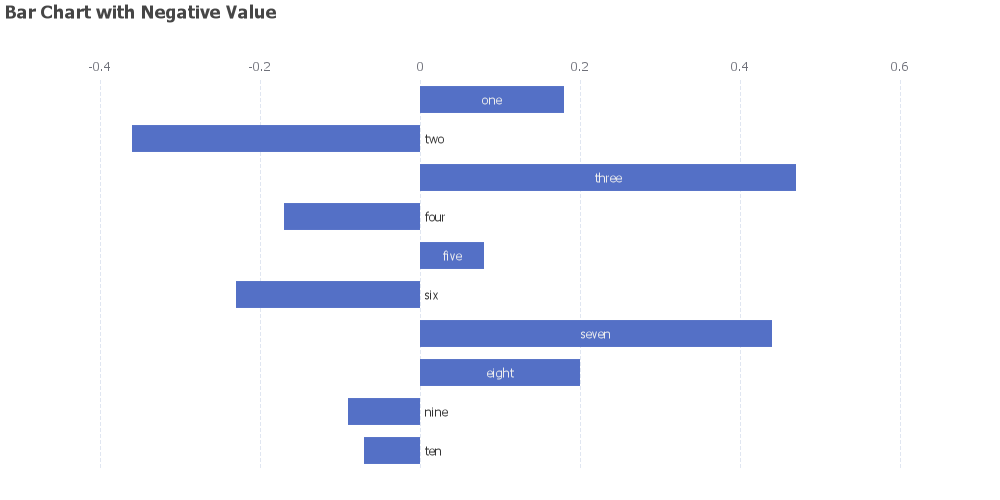 Bar Chart with Negative Value
-0.4 -0.2 0 0.2 0.4 0.6
one
two
three
four
five
six
seven
eight
nine
ten